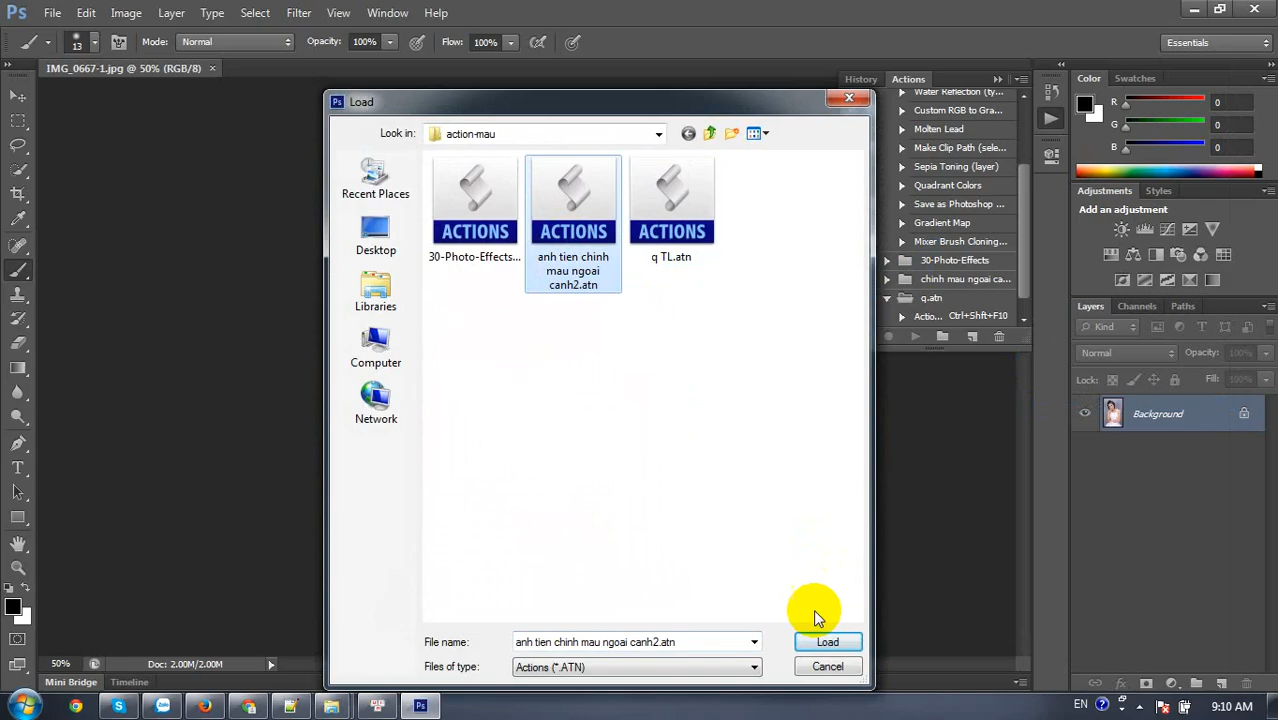 Ps File Edit Image Layer Type Select Filter View Window Help
13 Mode: Normal Opacity: 100% Flow: 100% Essentials
IMG_0667-1.jpg @ 50% (RGB/8) ×
History Actions
Water Reflection (ty...
Custom RGB to Gra...
Molten Lead
Make Clip Path (sele...
Sepia Toning (layer)
Quadrant Colors
Save as Photoshop ...
Gradient Map
Mixer Brush Cloning...
30-Photo-Effects
chinh mau ngoai ca...
q.atn
Actio... Ctrl+Shft+F10
Color Swatches
R 0
G 0
B 0
Adjustments Styles
Add an adjustment
Layers Channels Paths
Kind
Normal Opacity: 100%
Lock: Fill: 100%
Background
Ps Load
Look in: action-mau
Recent Places
Desktop
Libraries
Computer
Network
ACTIONS
30-Photo-Effects...
ACTIONS
anh tien chinh
mau ngoai
canh2.atn
ACTIONS
q TL.atn
File name: anh tien chinh mau ngoai canh2.atn Load
Files of type: Actions (*.ATN) Cancel
50% Doc: 2.00M/2.00M
Mini Bridge Timeline
Ps EN 9:10 AM